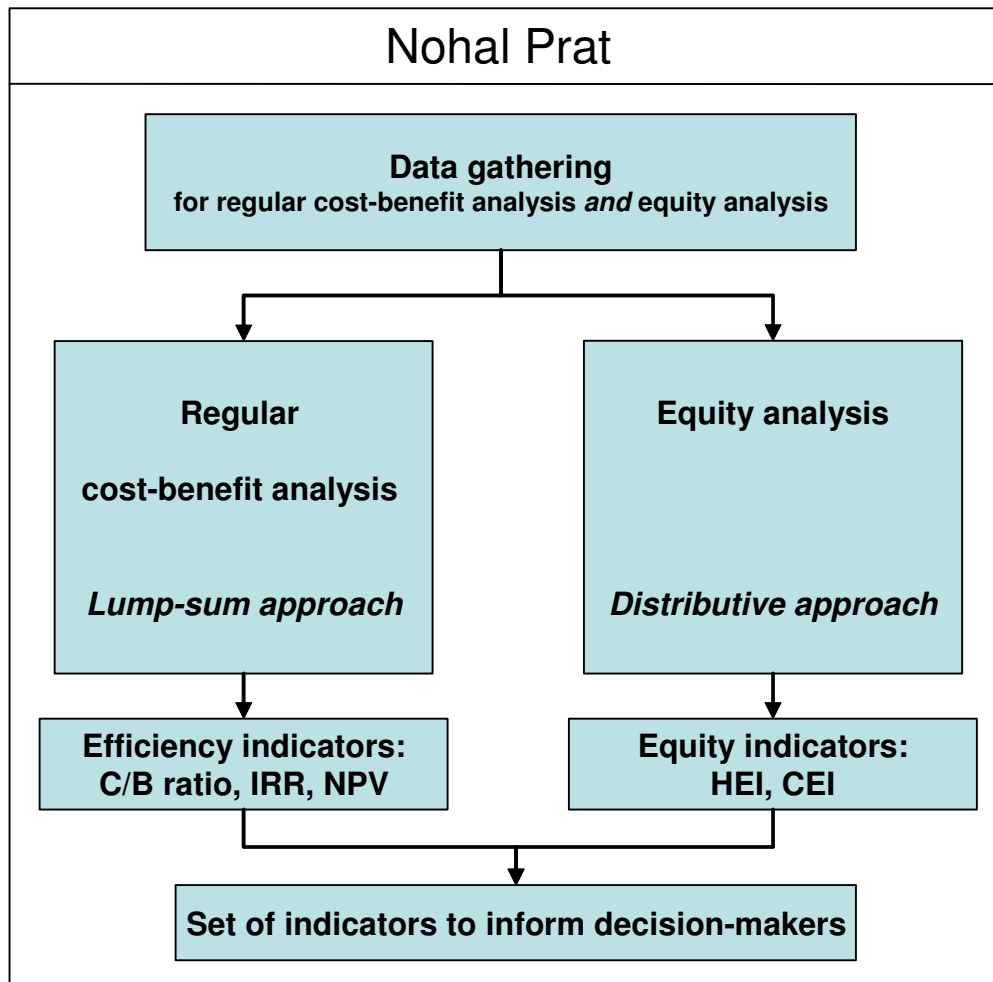 Nohal Prat
Data gathering
for regular cost-benefit analysis and equity analysis
Regular
cost-benefit analysis
Lump-sum approach
Equity analysis
Distributive approach
Efficiency indicators:
C/B ratio, IRR, NPV
Equity indicators:
HEI, CEI
Set of indicators to inform decision-makers